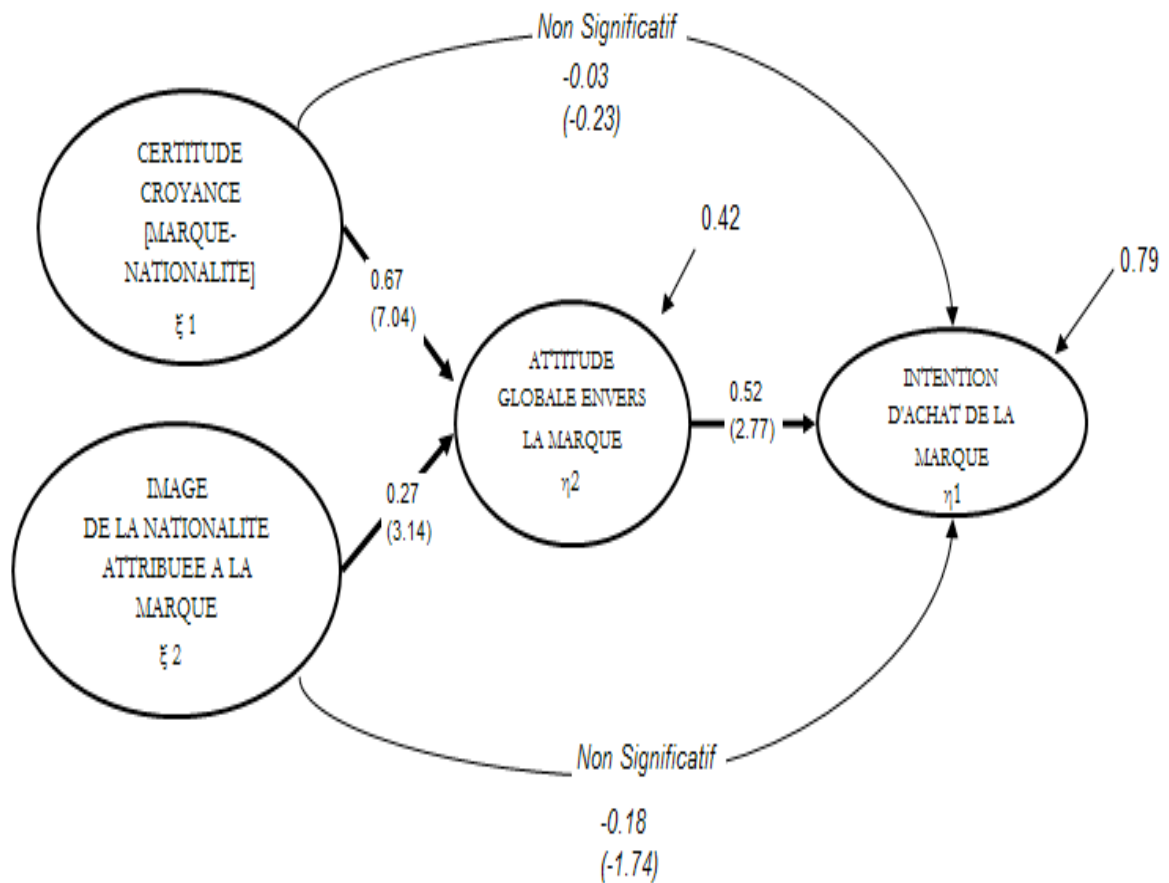 Non Significatif
-0.03
(-0.23)
CERTITUDE
CROYANCE
[MARQUE-
NATIONALITE]
ξ 1
0.67
(7.04)
0.42
0.79
ATTITUDE
GLOBALE ENVERS
LA MARQUE
η2
0.52
(2.77)
INTENTION
D'ACHAT DE LA
MARQUE
η1
IMAGE
DE LA NATIONALITE
ATTRIBUEE A LA
MARQUE
ξ 2
0.27
(3.14)
Non Significatif
-0.18
(-1.74)